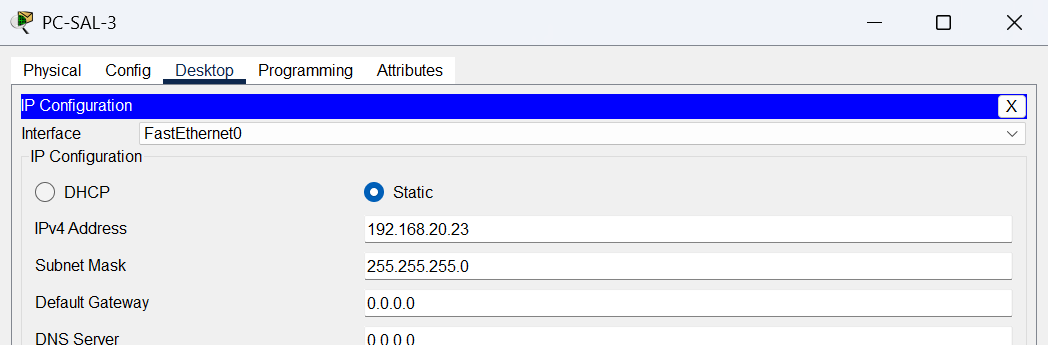 PC-SAL-3
Physical Config Desktop Programming Attributes
IP Configuration X
Interface FastEthernet0
IP Configuration
DHCP Static
IPv4 Address 192.168.20.23
Subnet Mask 255.255.255.0
Default Gateway 0.0.0.0
DNS Server 0.0.0.0